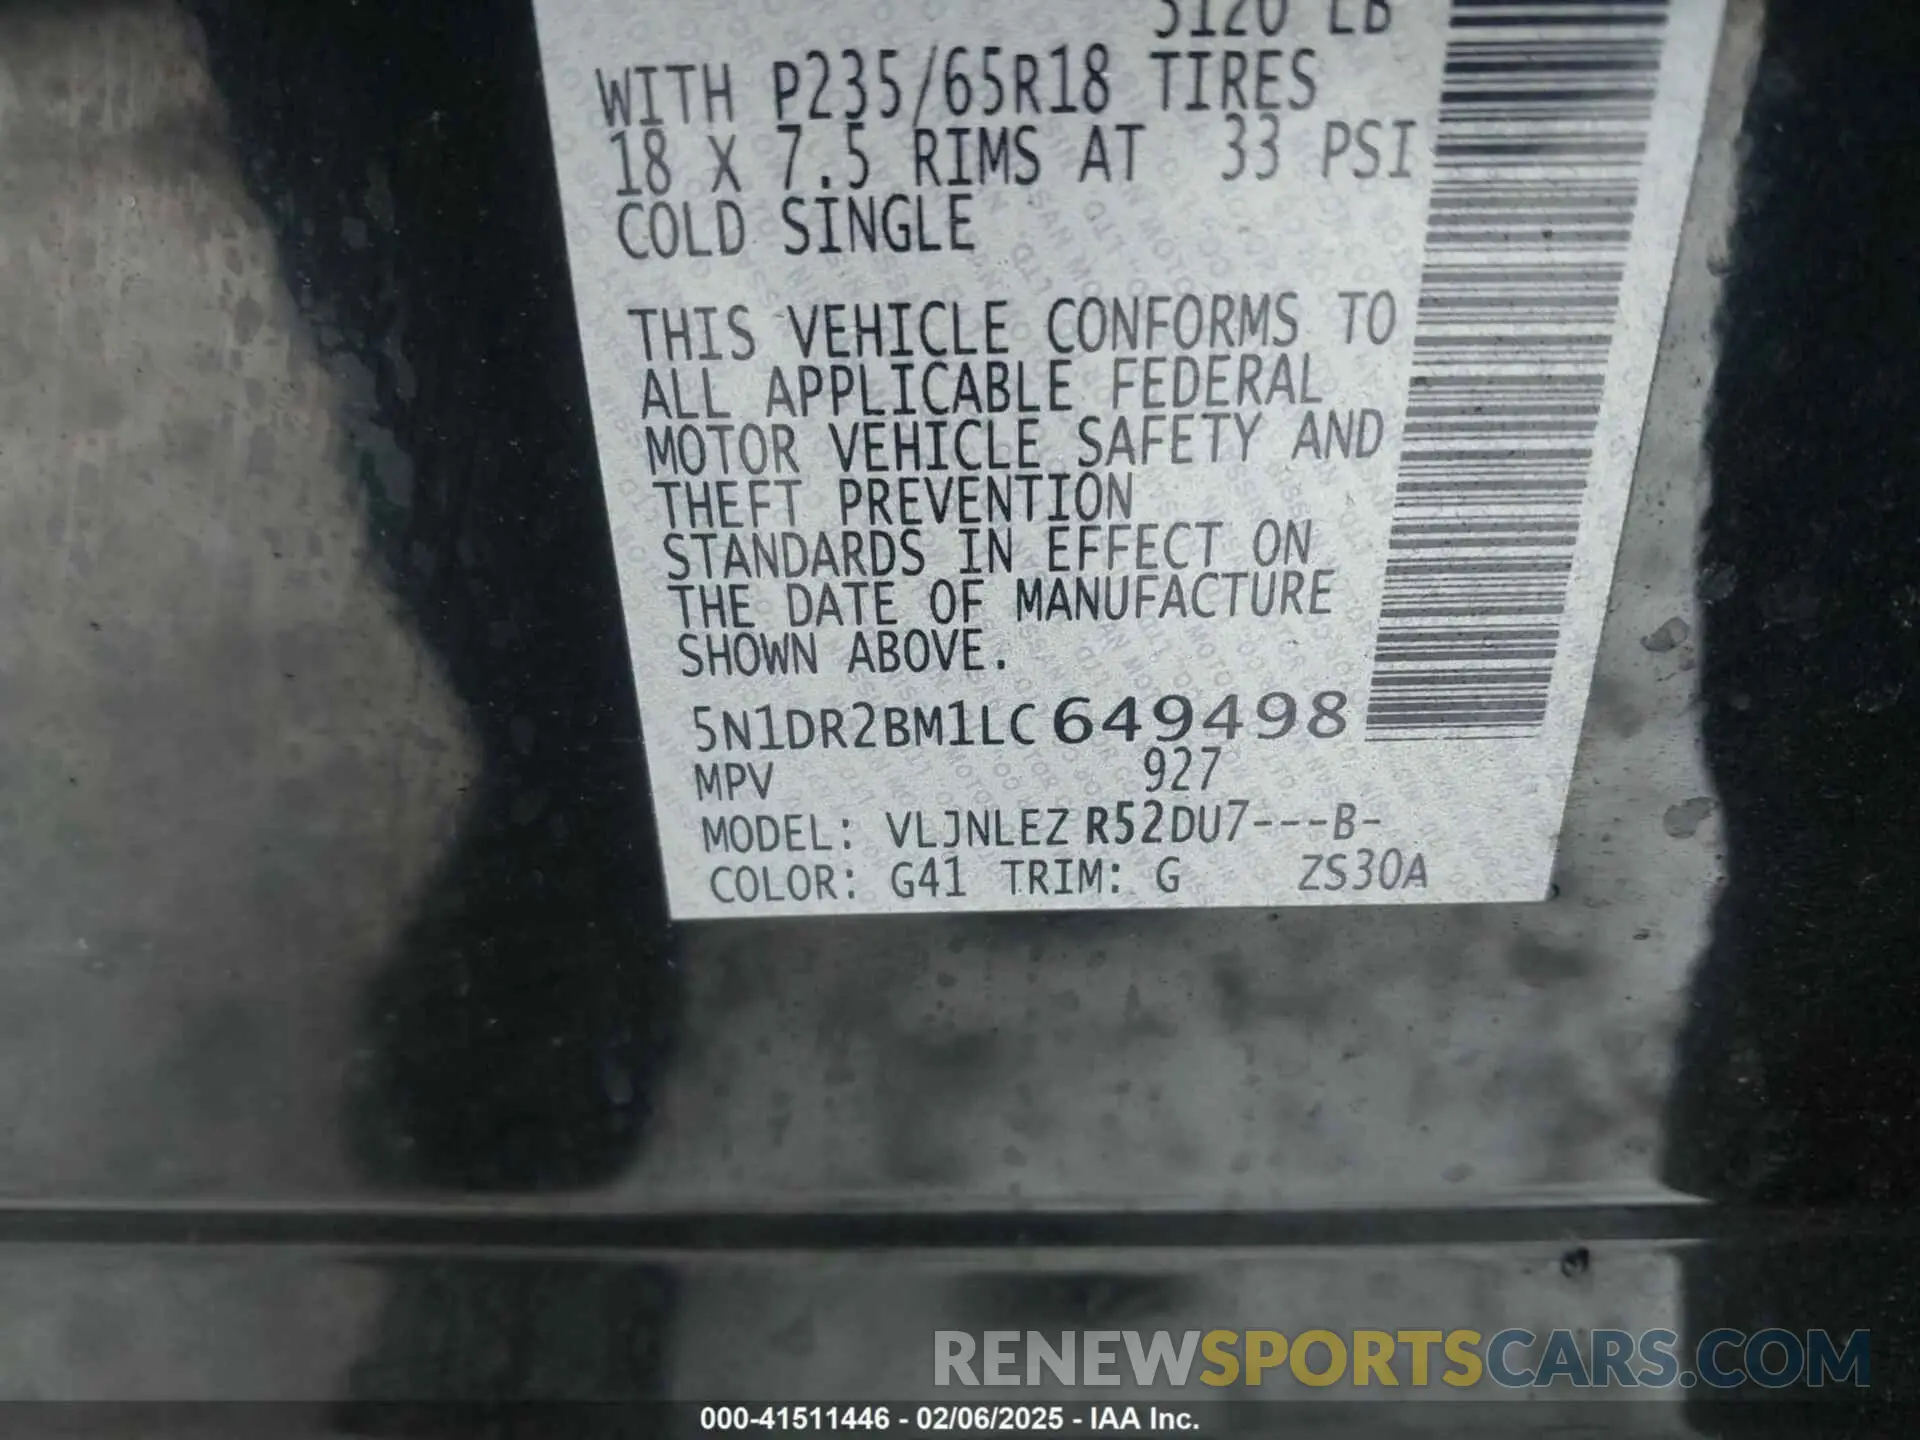 5120 LB
WITH P235/65R18 TIRES
18 X 7.5 RIMS AT 33 PSI
COLD SINGLE
THIS VEHICLE CONFORMS TO
ALL APPLICABLE FEDERAL
MOTOR VEHICLE SAFETY AND
THEFT PREVENTION
STANDARDS IN EFFECT ON
THE DATE OF MANUFACTURE
SHOWN ABOVE.
5N1DR2BM1LC649498
MPV 927
MODEL: VLJNLEZ R52DU7---B-
COLOR: G41 TRIM: G ZS30A
RENEWSPORTSCARS.COM
000-41511446 - 02/06/2025 - IAA Inc.